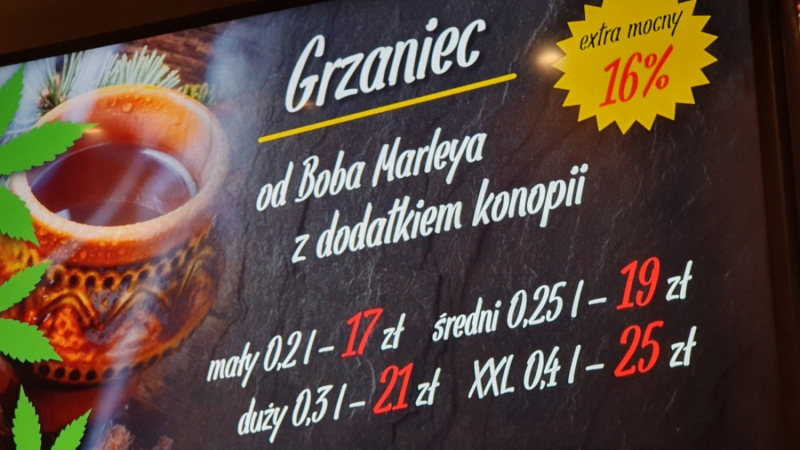 Grzaniec
extra mocny
16%
od Boba Marleya
z dodatkiem konopii
mały 0,2 l – 17 zł średni 0,25 l – 19 zł
duży 0,3 l – 21 zł XXL 0,4 l – 25 zł